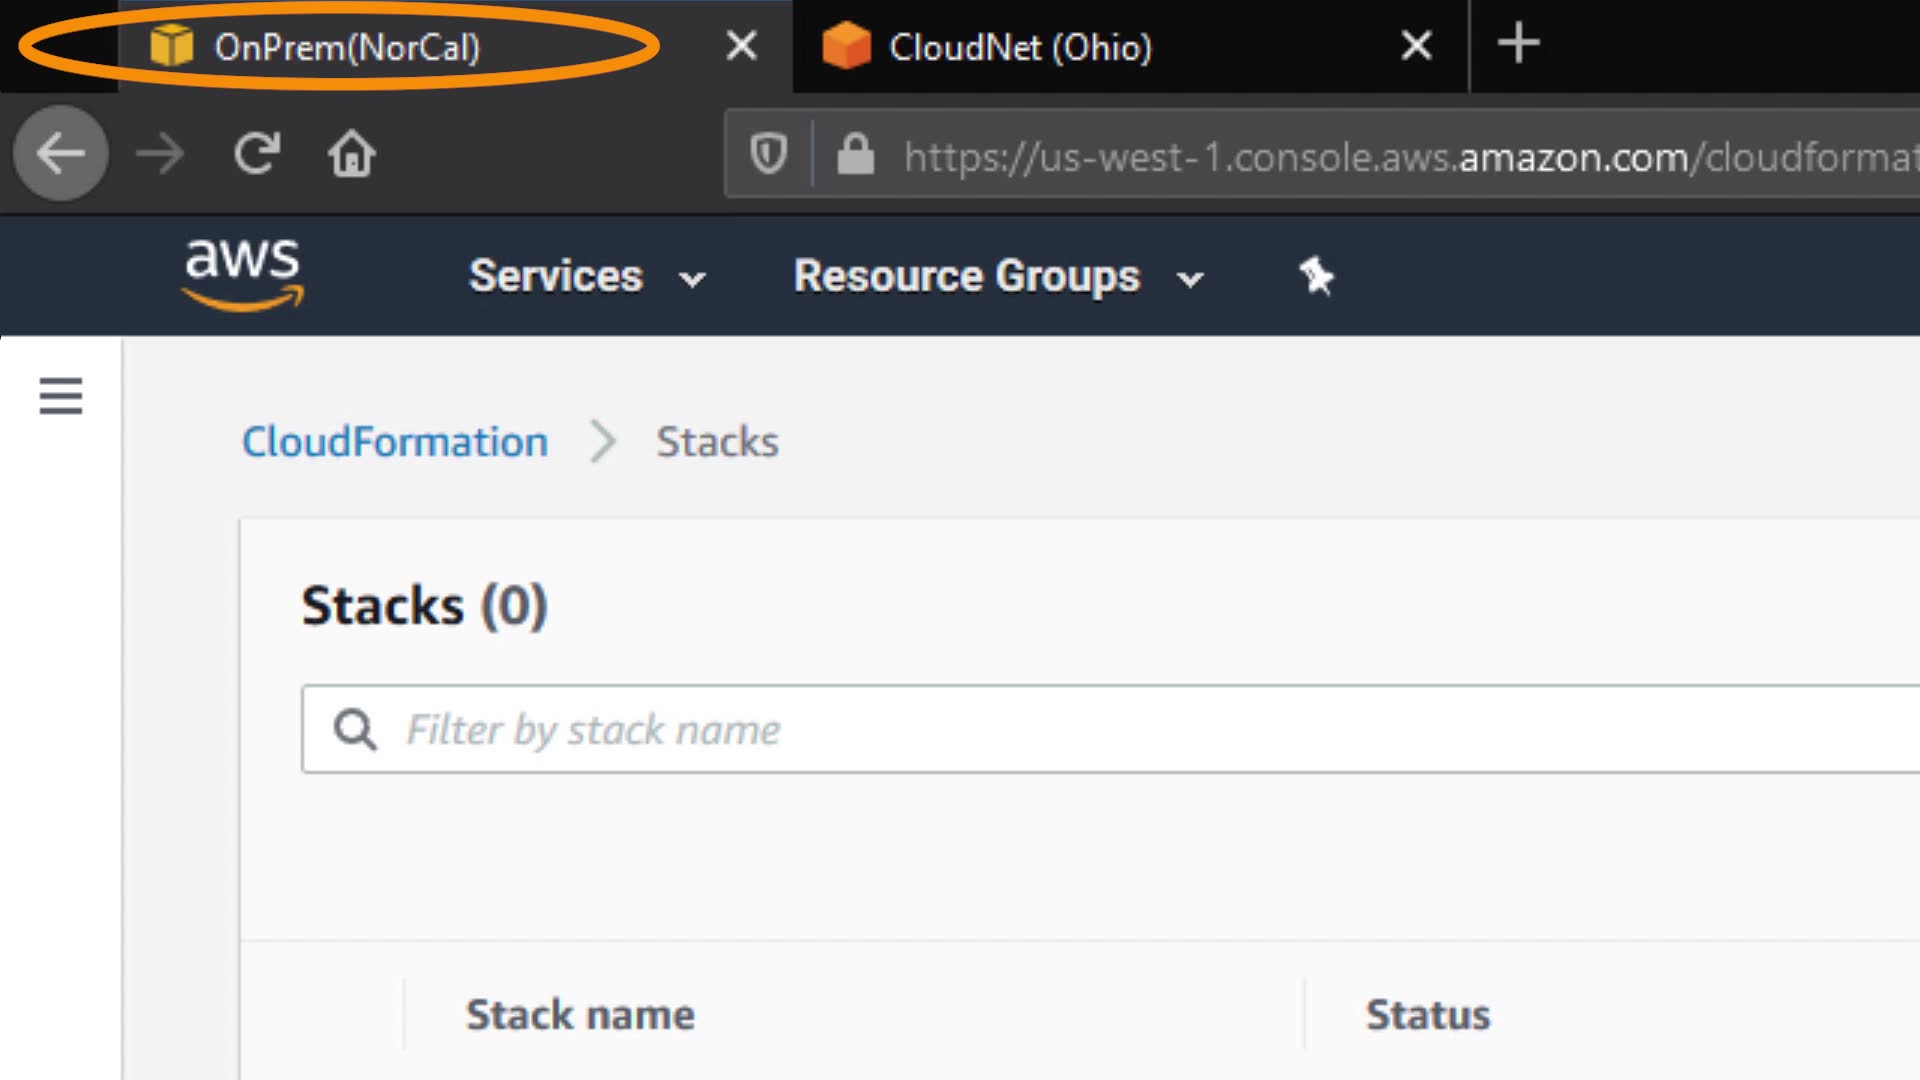 OnPrem(NorCal)
CloudNet (Ohio)
https://us-west-1.console.aws.amazon.com/cloudformat
aws
Services
Resource Groups
CloudFormation
Stacks
Stacks (0)
Filter by stack name
Stack name
Status